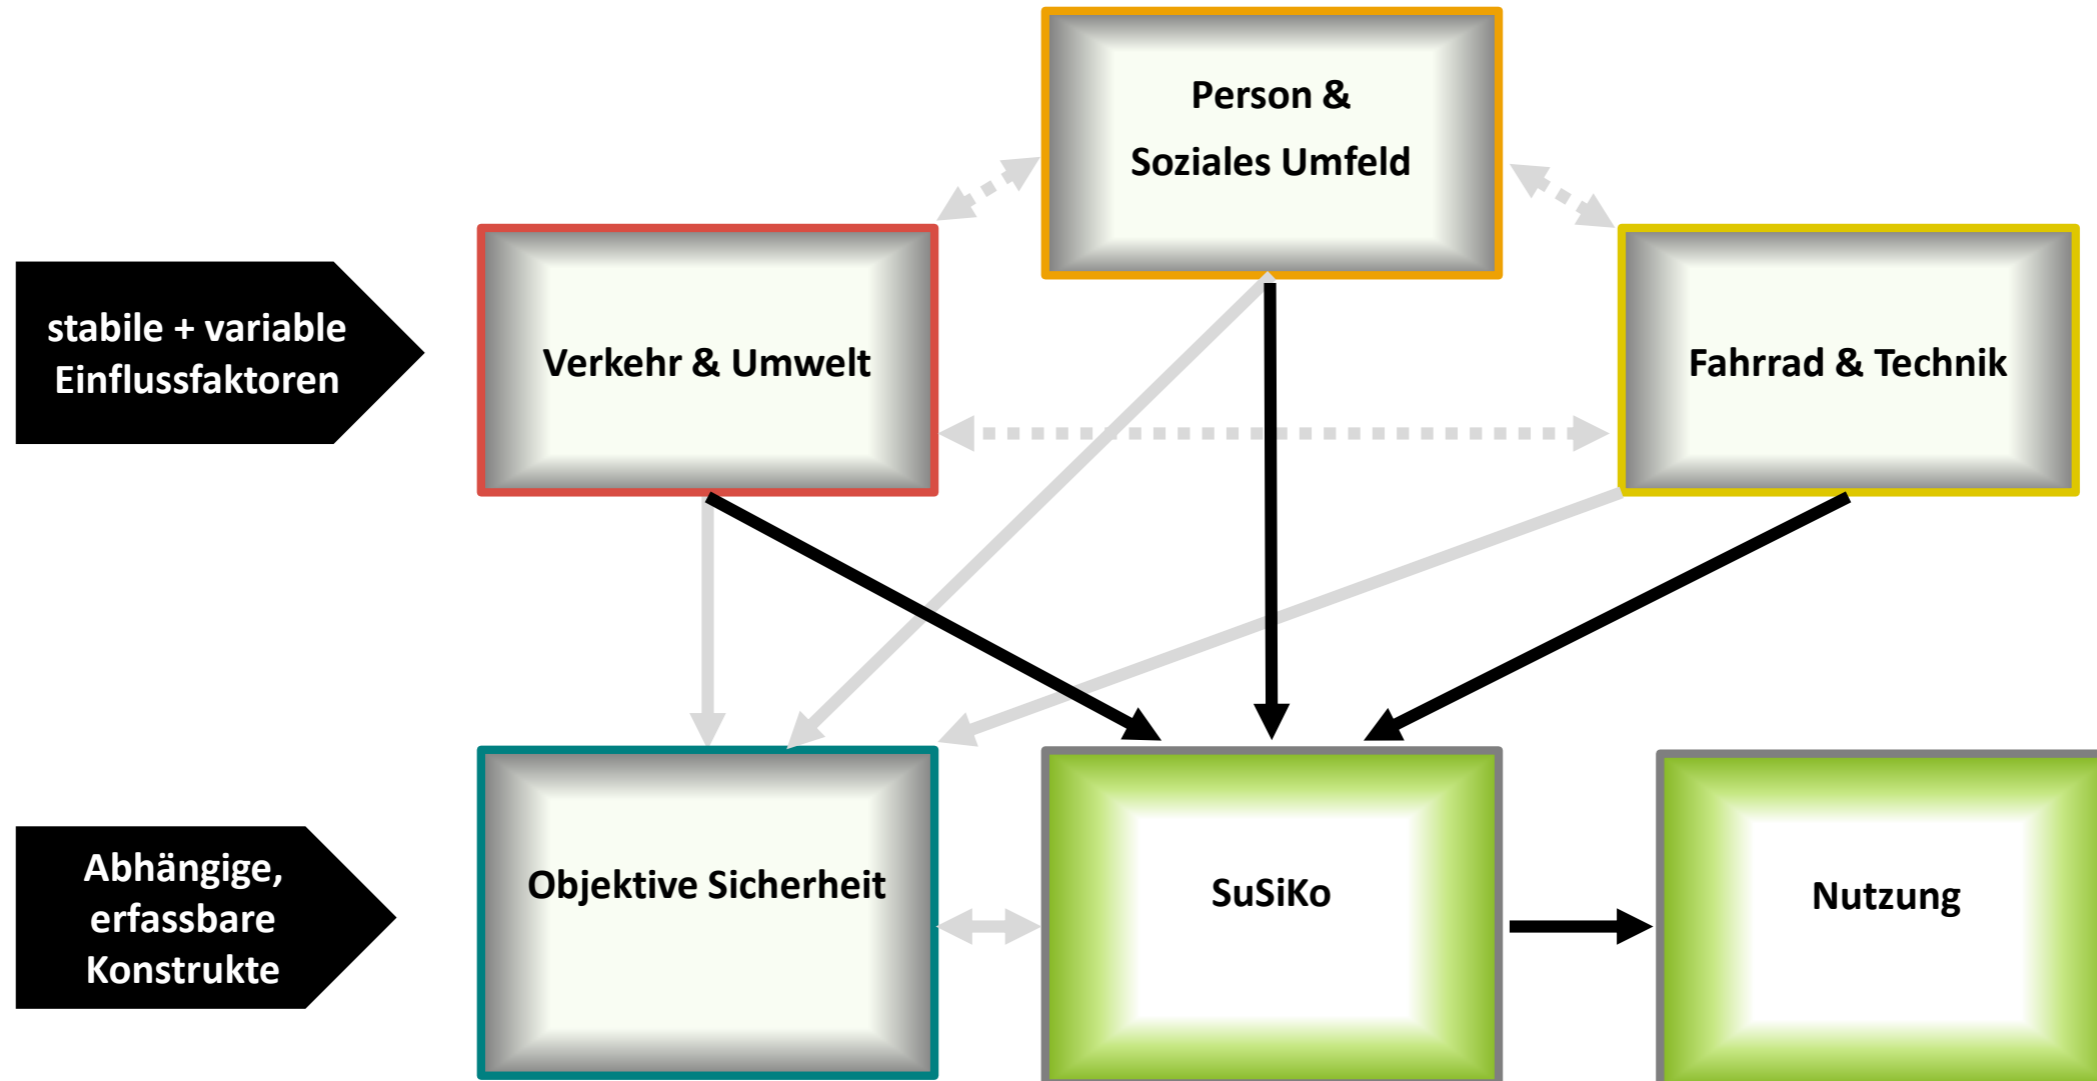 Person &
Soziales Umfeld
stabile + variable
Einflussfaktoren
Verkehr & Umwelt
Fahrrad & Technik
Abhängige,
erfassbare
Konstrukte
Objektive Sicherheit
SuSiKo
Nutzung